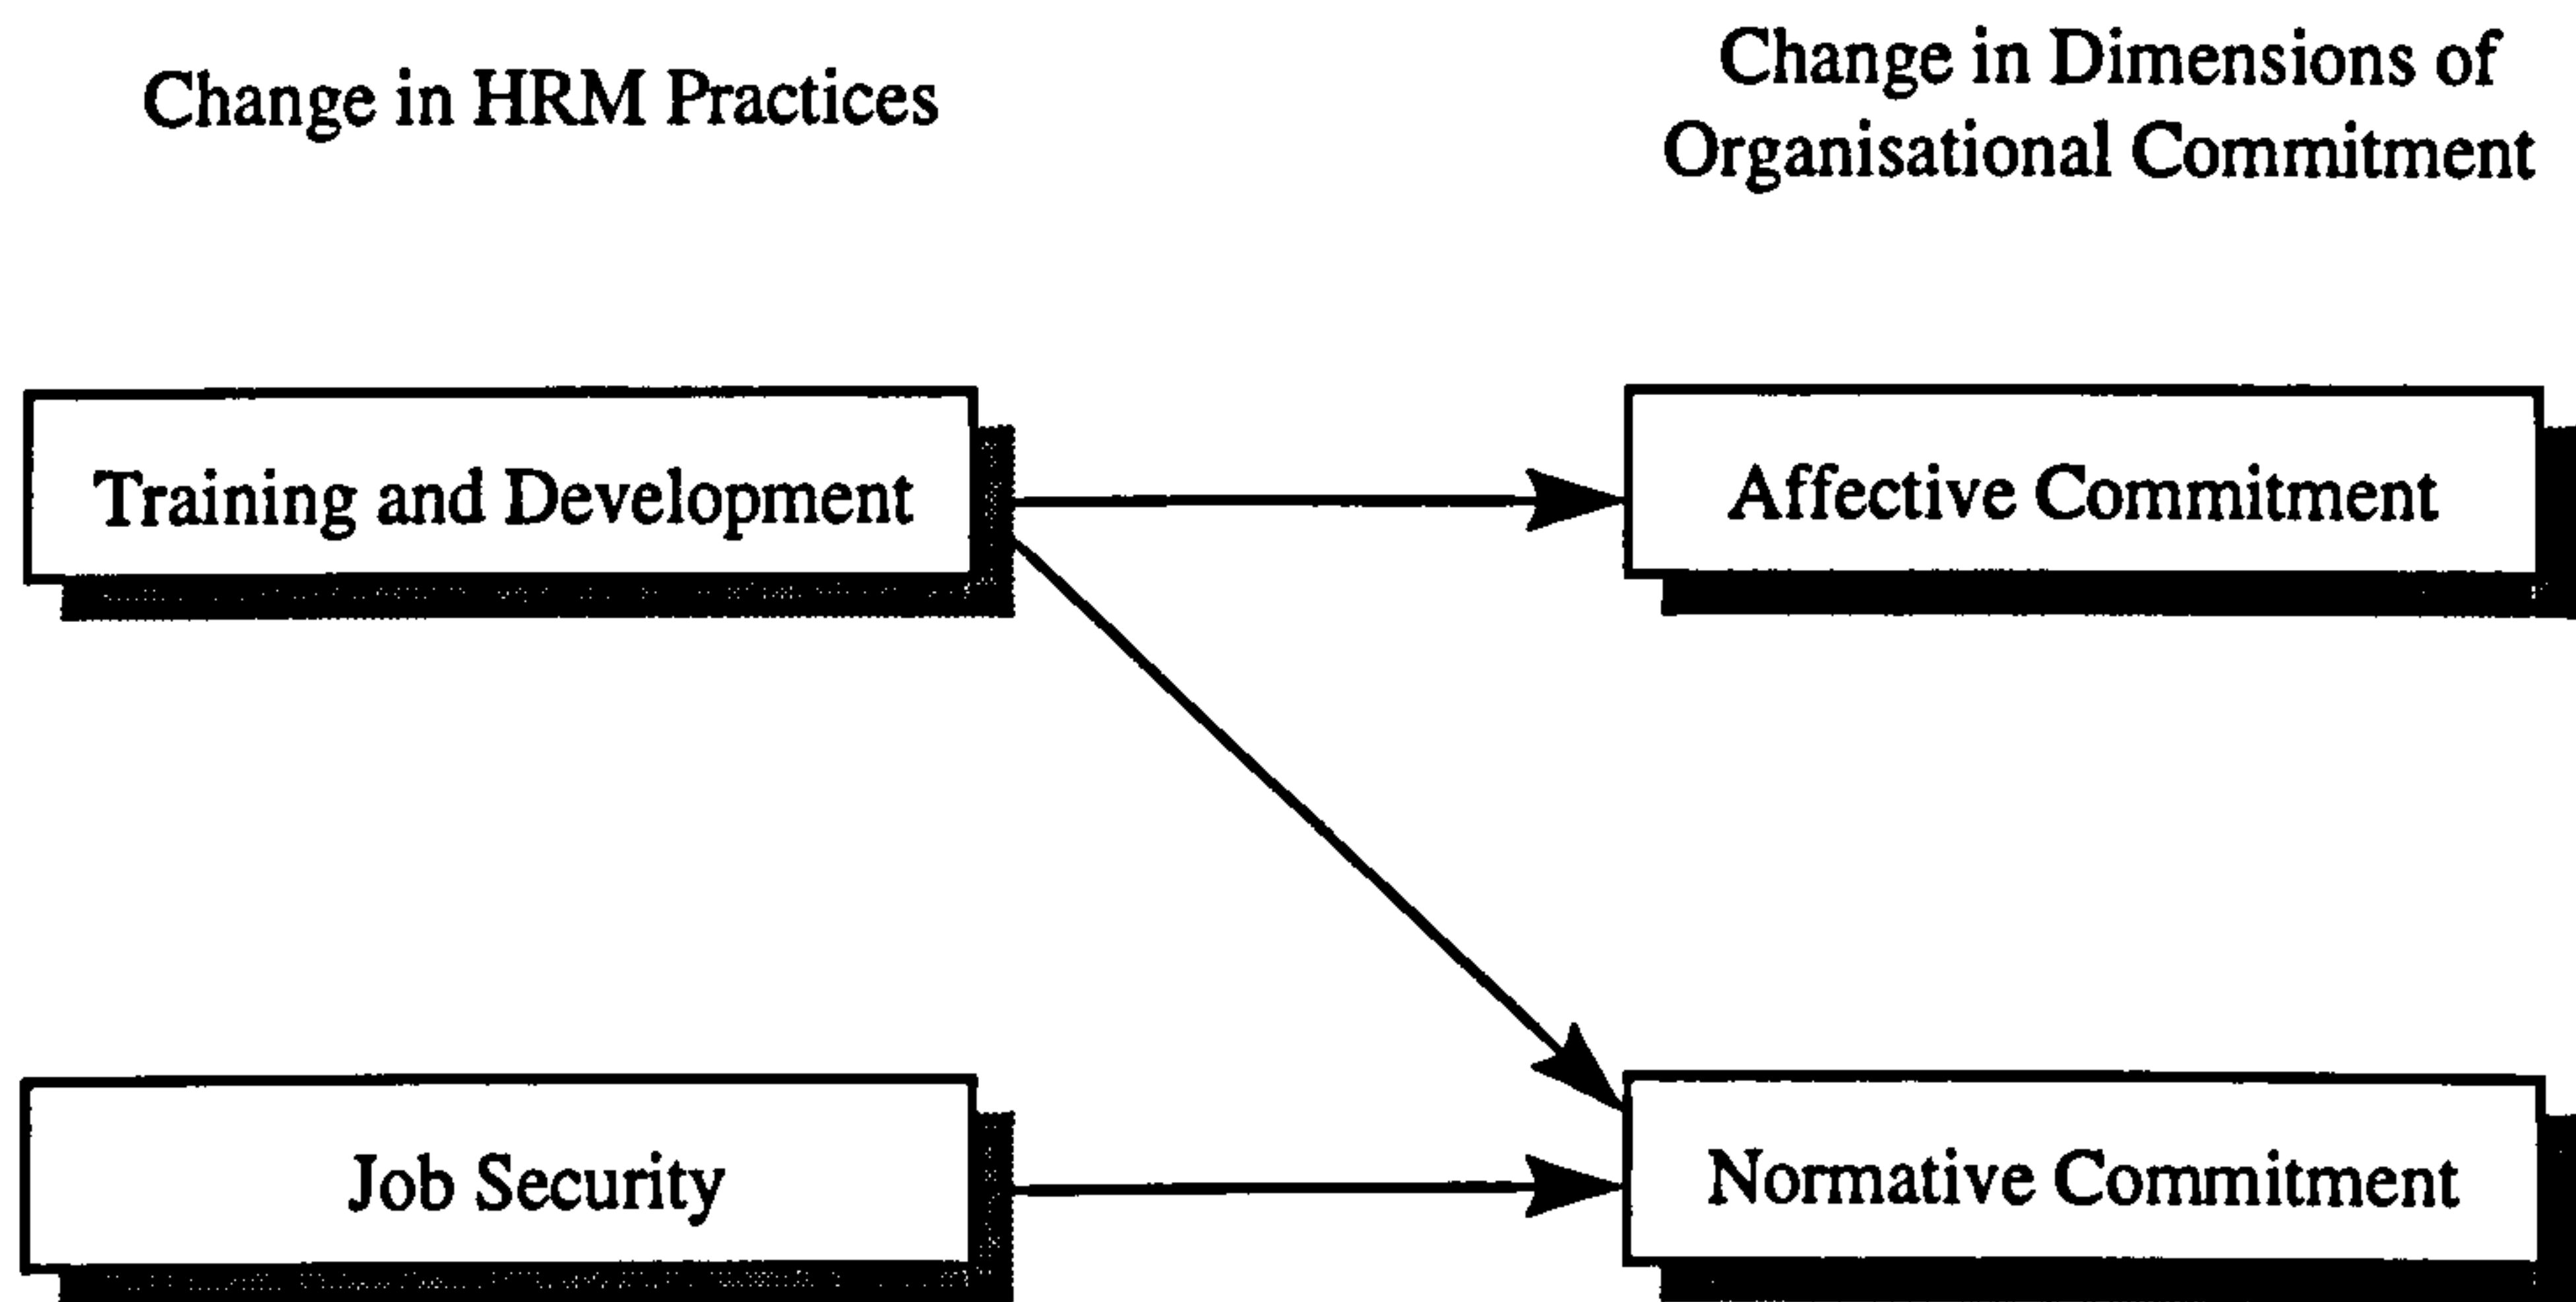 Change in HRM Practices
Change in Dimensions of
Organisational Commitment
Training and Development
Affective Commitment
Job Security
Normative Commitment